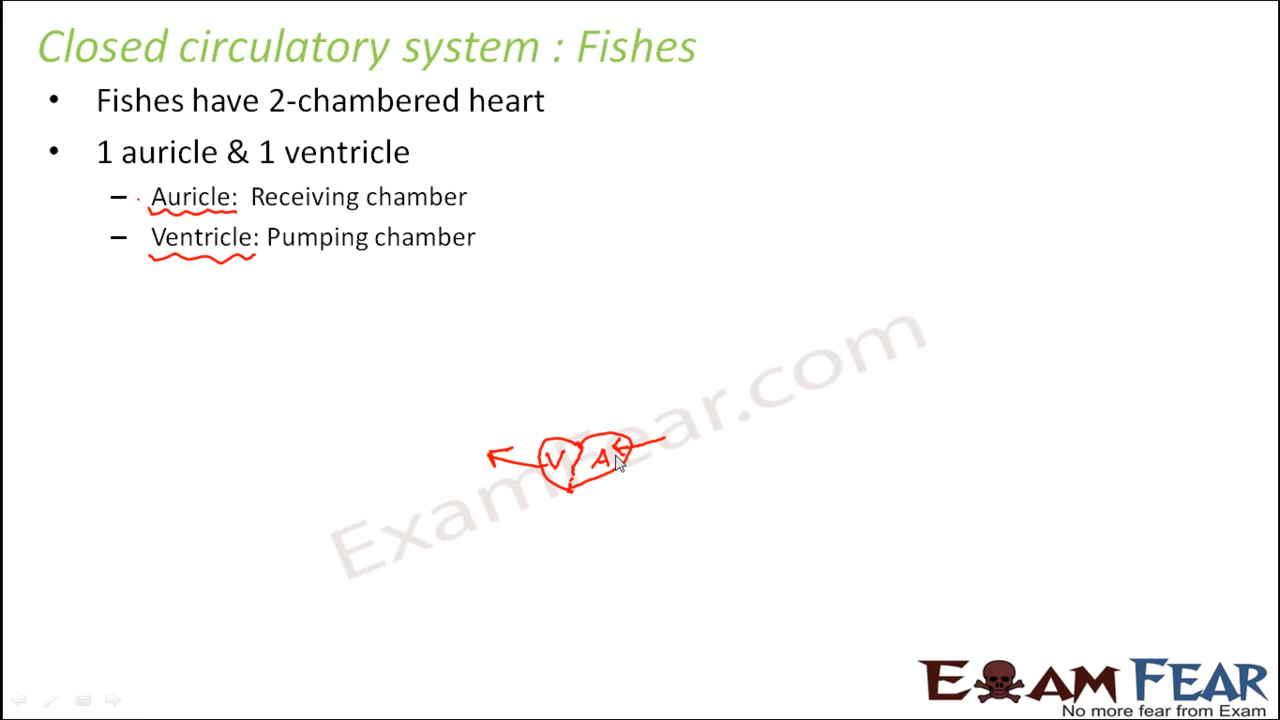 Closed circulatory system : Fishes
• Fishes have 2-chambered heart
• 1 auricle & 1 ventricle
– Auricle: Receiving chamber
– Ventricle: Pumping chamber
V A
ExamFear.com
EXAM FEAR
No more fear from Exam